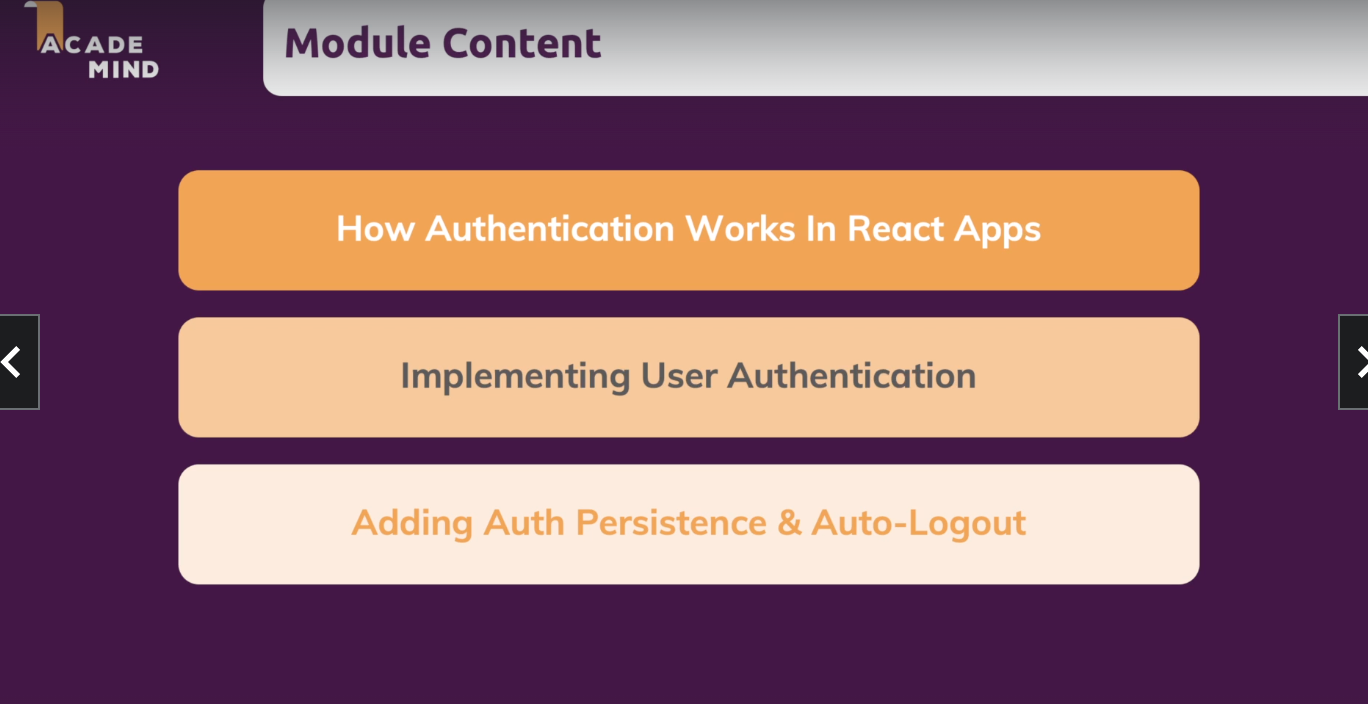 ACADE
MIND
Module Content
How Authentication Works In React Apps
Implementing User Authentication
Adding Auth Persistence & Auto-Logout